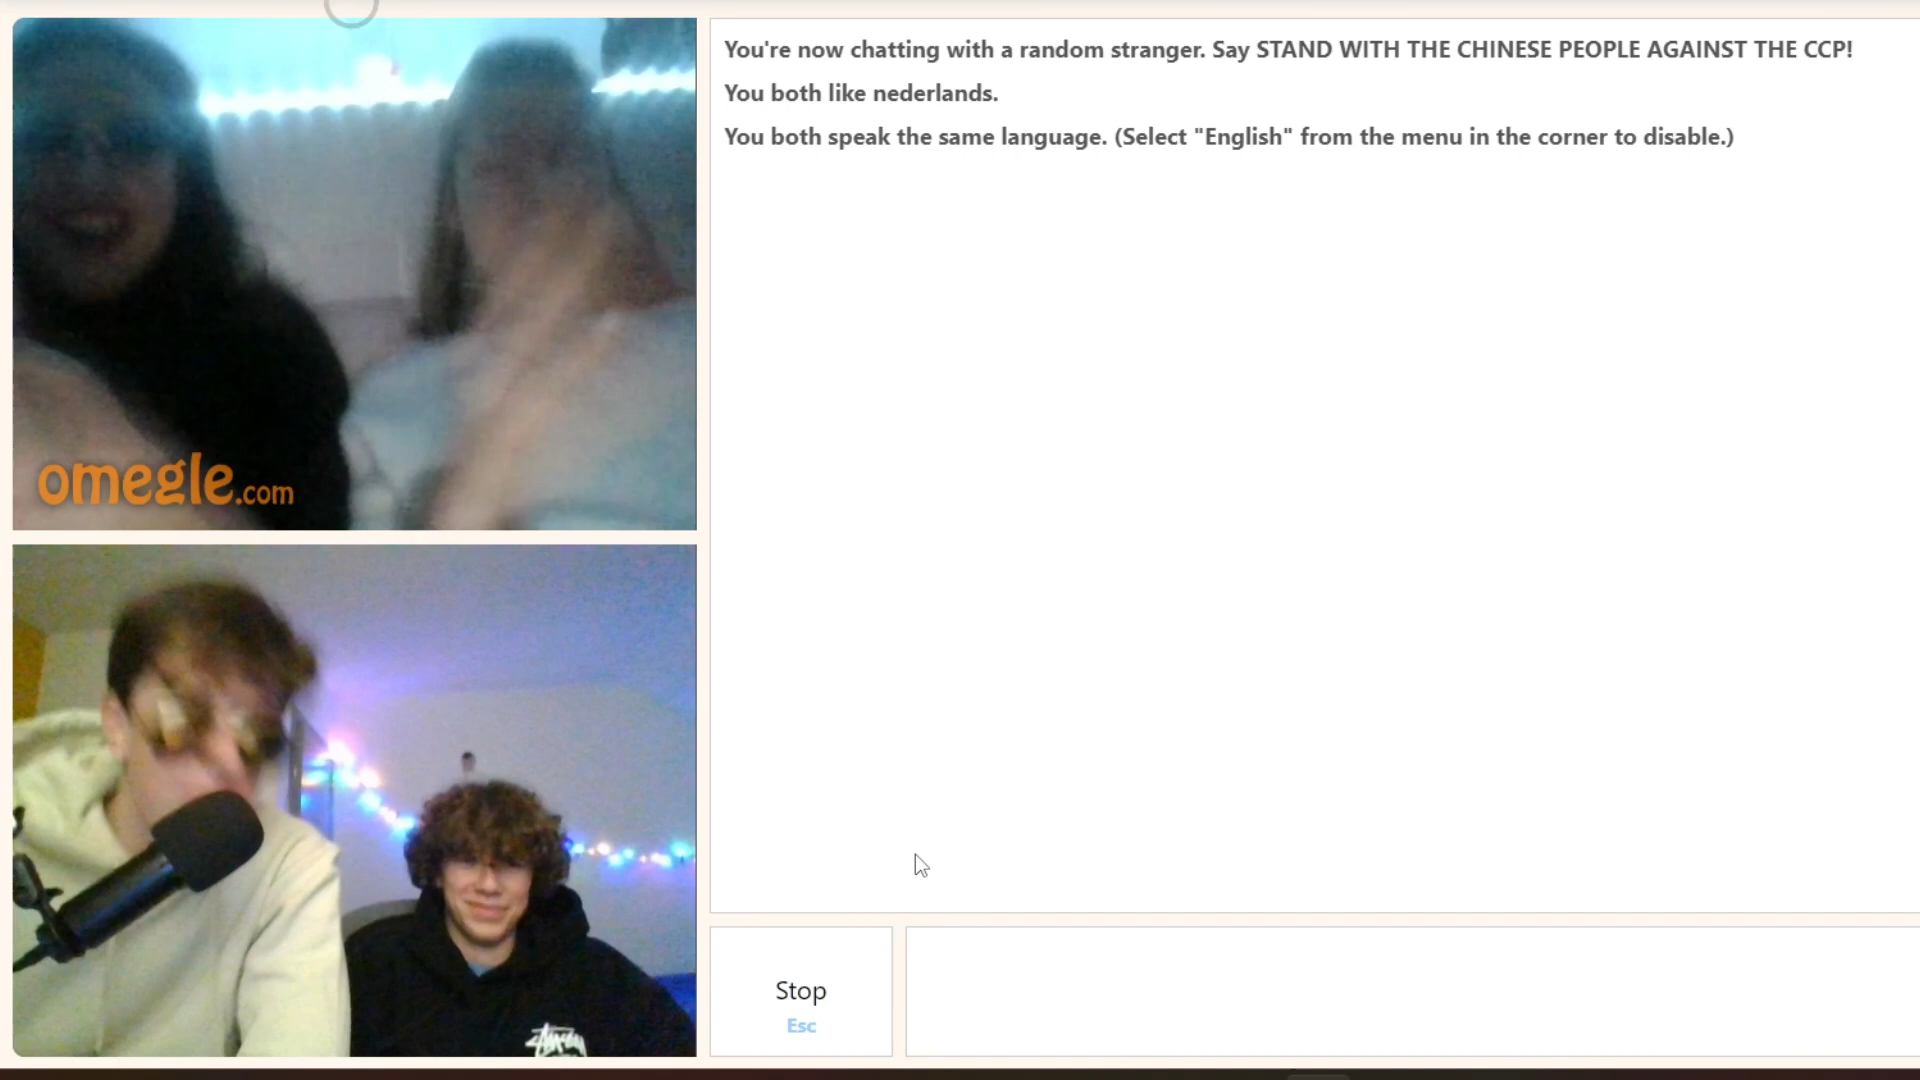 You're now chatting with a random stranger. Say STAND WITH THE CHINESE PEOPLE AGAINST THE CCP!
You both like nederlands.
You both speak the same language. (Select "English" from the menu in the corner to disable.)
omegle.com
Stop
Esc